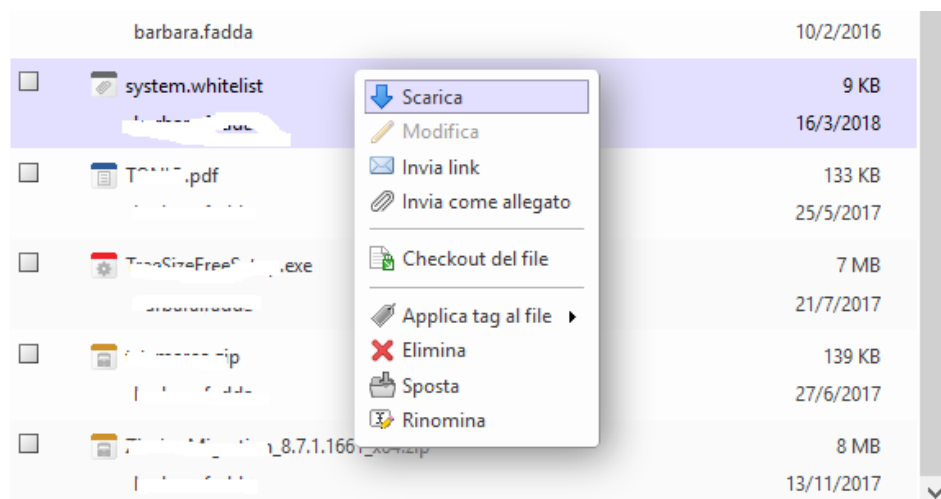 barbara.fadda 10/2/2016
system.whitelist 9 KB
16/3/2018
.pdf 133 KB
25/5/2017
.exe 7 MB
21/7/2017
139 KB
27/6/2017
8 MB
13/11/2017
Scarica
Modifica
Invia link
Invia come allegato
Checkout del file
Applica tag al file
Elimina
Sposta
Rinomina